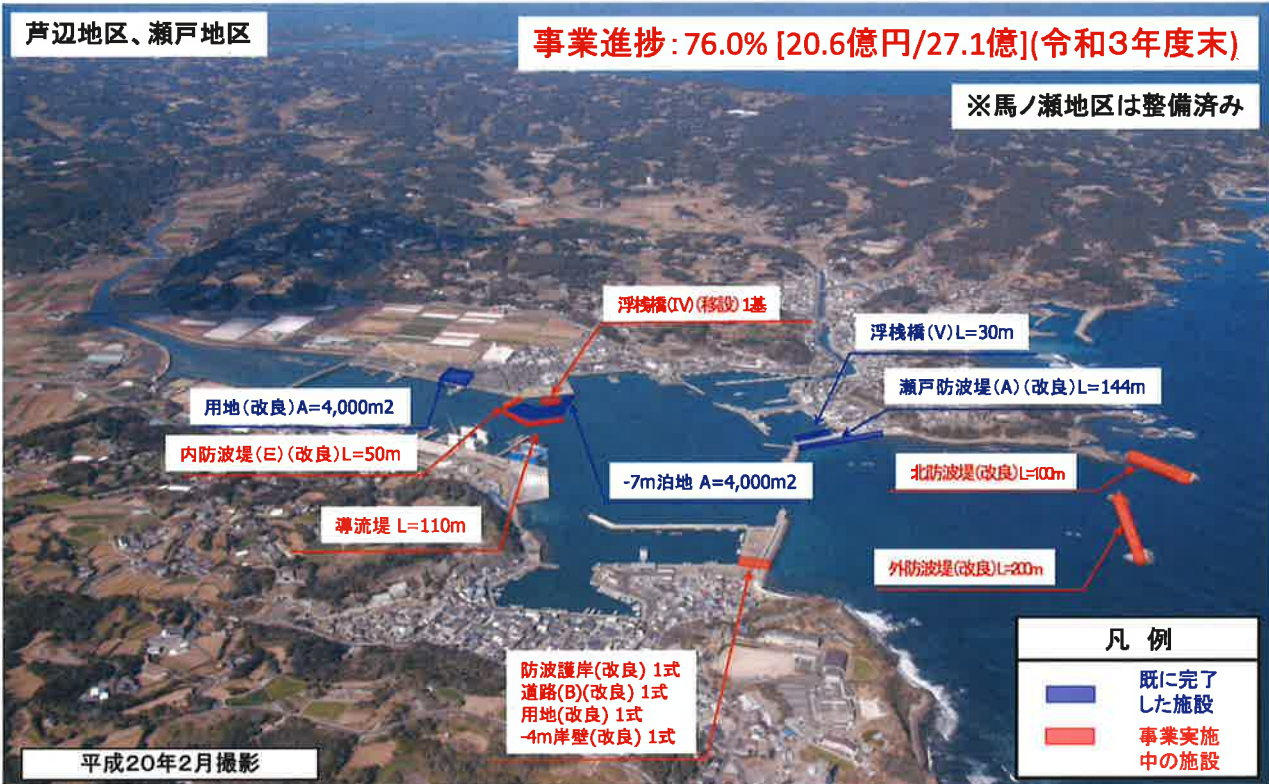 芦辺地区、瀬戸地区
事業進捗:76.0% [20.6億円/27.1億](令和3年度末)
※馬ノ瀬地区は整備済み
浮桟橋(Ⅳ)(移設) 1基
浮桟橋(V)L=30m
瀬戸防波堤(A)(改良)L=144m
用地(改良)A=4,000m2
内防波堤(E)(改良)L=50m
-7m泊地 A=4,000m2
北防波堤(改良)L=100m
導流堤 L=110m
外防波堤(改良)L=200m
防波護岸(改良) 1式
道路(B)(改良) 1式
用地(改良) 1式
-4m岸壁(改良) 1式
凡 例
既に完了
した施設
事業実施
中の施設
平成20年2月撮影